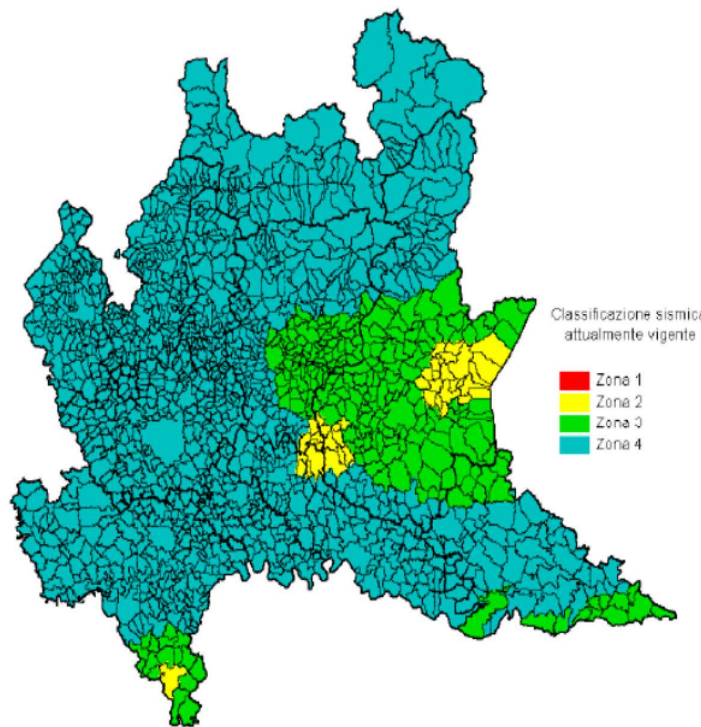 Classificazione sismica
attualmente vigente
Zona 1
Zona 2
Zona 3
Zona 4